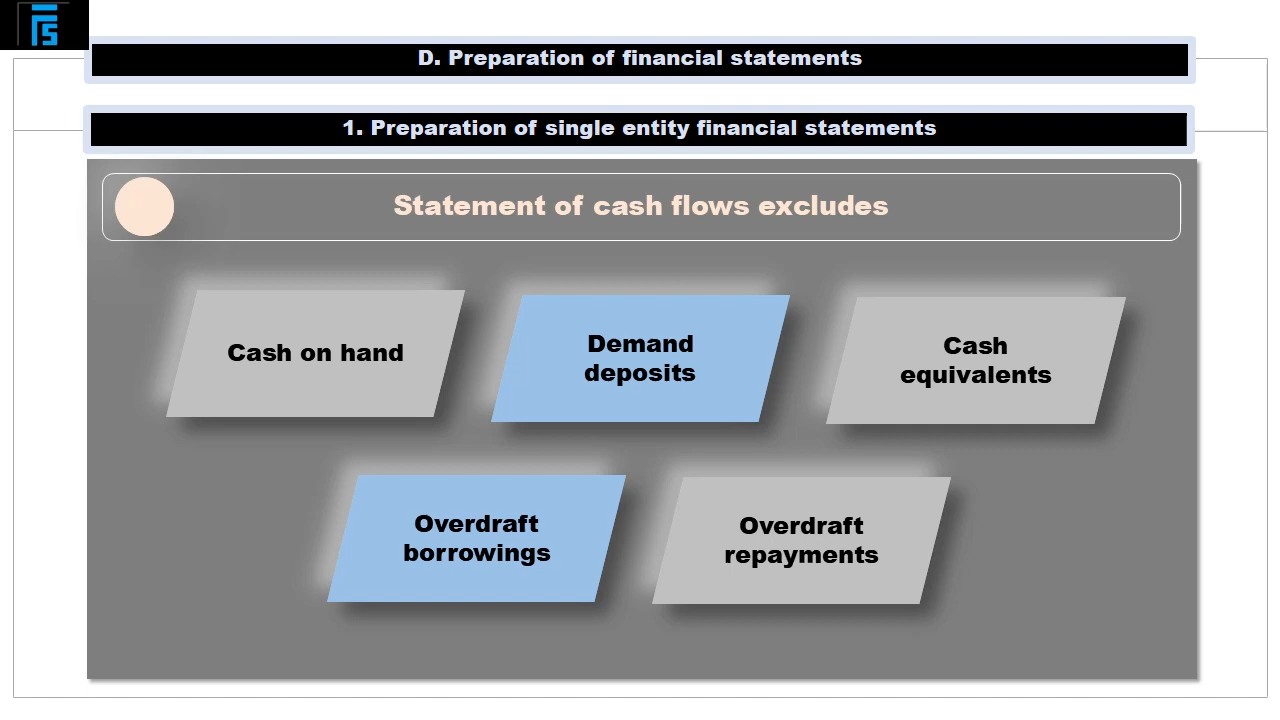 D. Preparation of financial statements
1. Preparation of single entity financial statements
Statement of cash flows excludes
Cash on hand
Demand
deposits
Cash
equivalents
Overdraft
borrowings
Overdraft
repayments